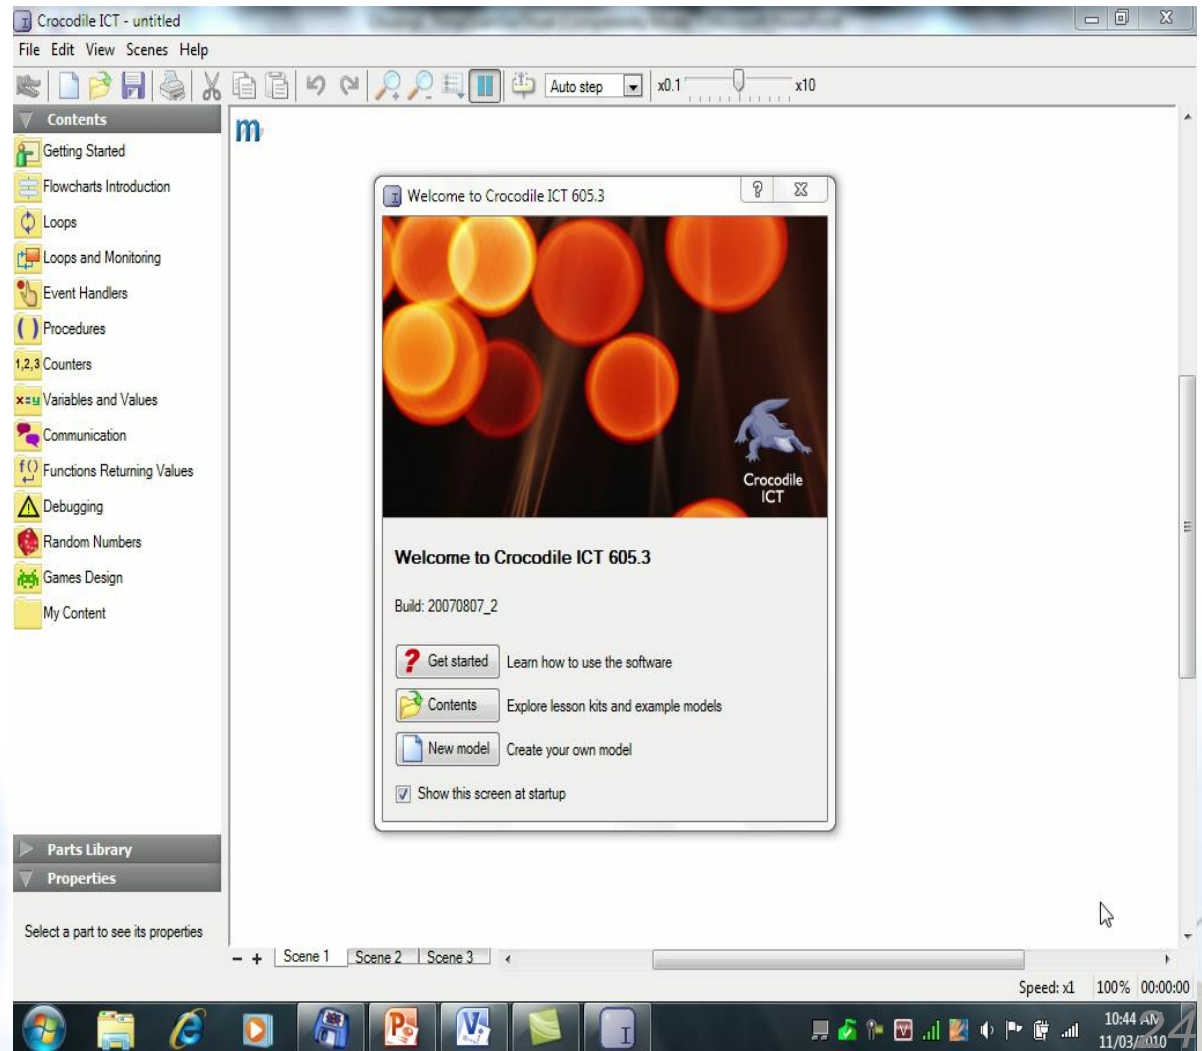 Crocodile ICT - untitled
File Edit View Scenes Help
Auto step
x0.1
x10
Contents
Getting Started
Flowcharts Introduction
Loops
Loops and Monitoring
Event Handlers
( ) Procedures
1,2,3 Counters
x=y Variables and Values
Communication
f() Functions Returning Values
Debugging
Random Numbers
Games Design
My Content
m
Welcome to Crocodile ICT 605.3
Crocodile
ICT
Welcome to Crocodile ICT 605.3
Build: 20070807_2
? Get started Learn how to use the software
Contents Explore lesson kits and example models
New model Create your own model
Show this screen at startup
Parts Library
Properties
Select a part to see its properties
- + Scene 1 Scene 2 Scene 3
Speed: x1 100% 00:00:00
10:44 AM
11/03/2010
24